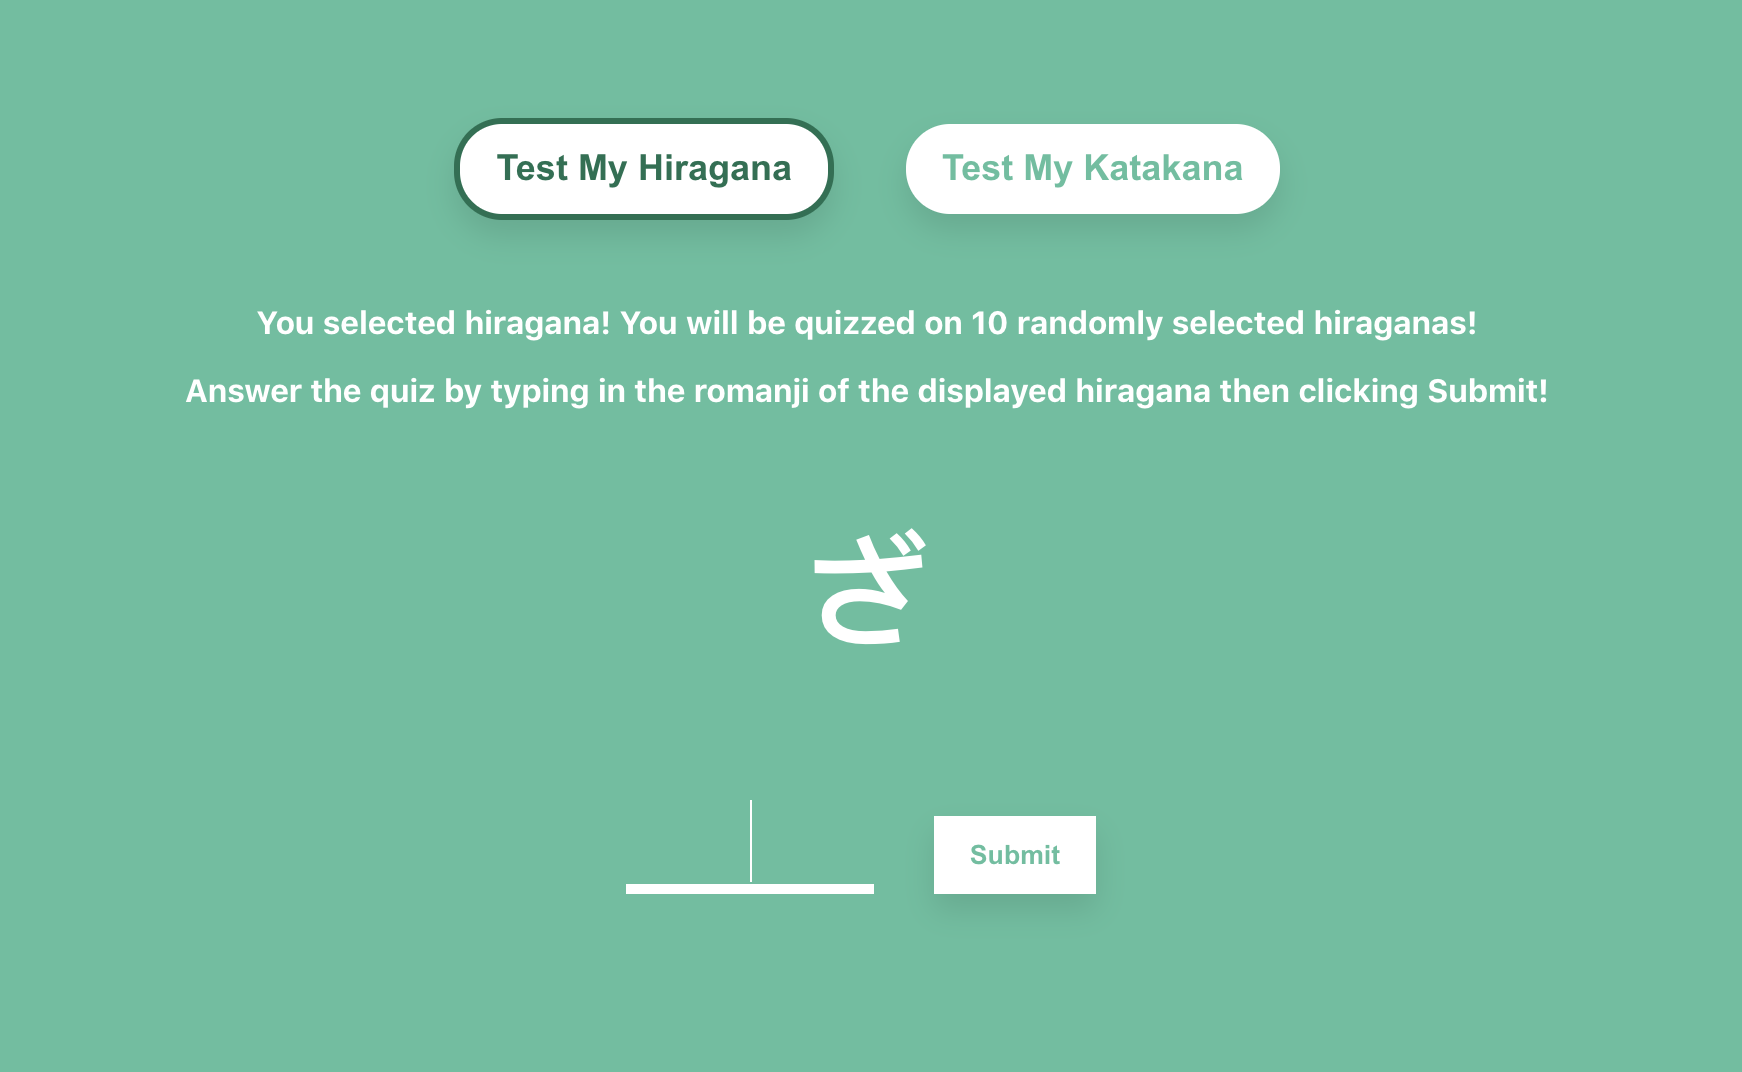 Test My Hiragana
Test My Katakana
You selected hiragana! You will be quizzed on 10 randomly selected hiraganas!
Answer the quiz by typing in the romanji of the displayed hiragana then clicking Submit!
ざ
Submit